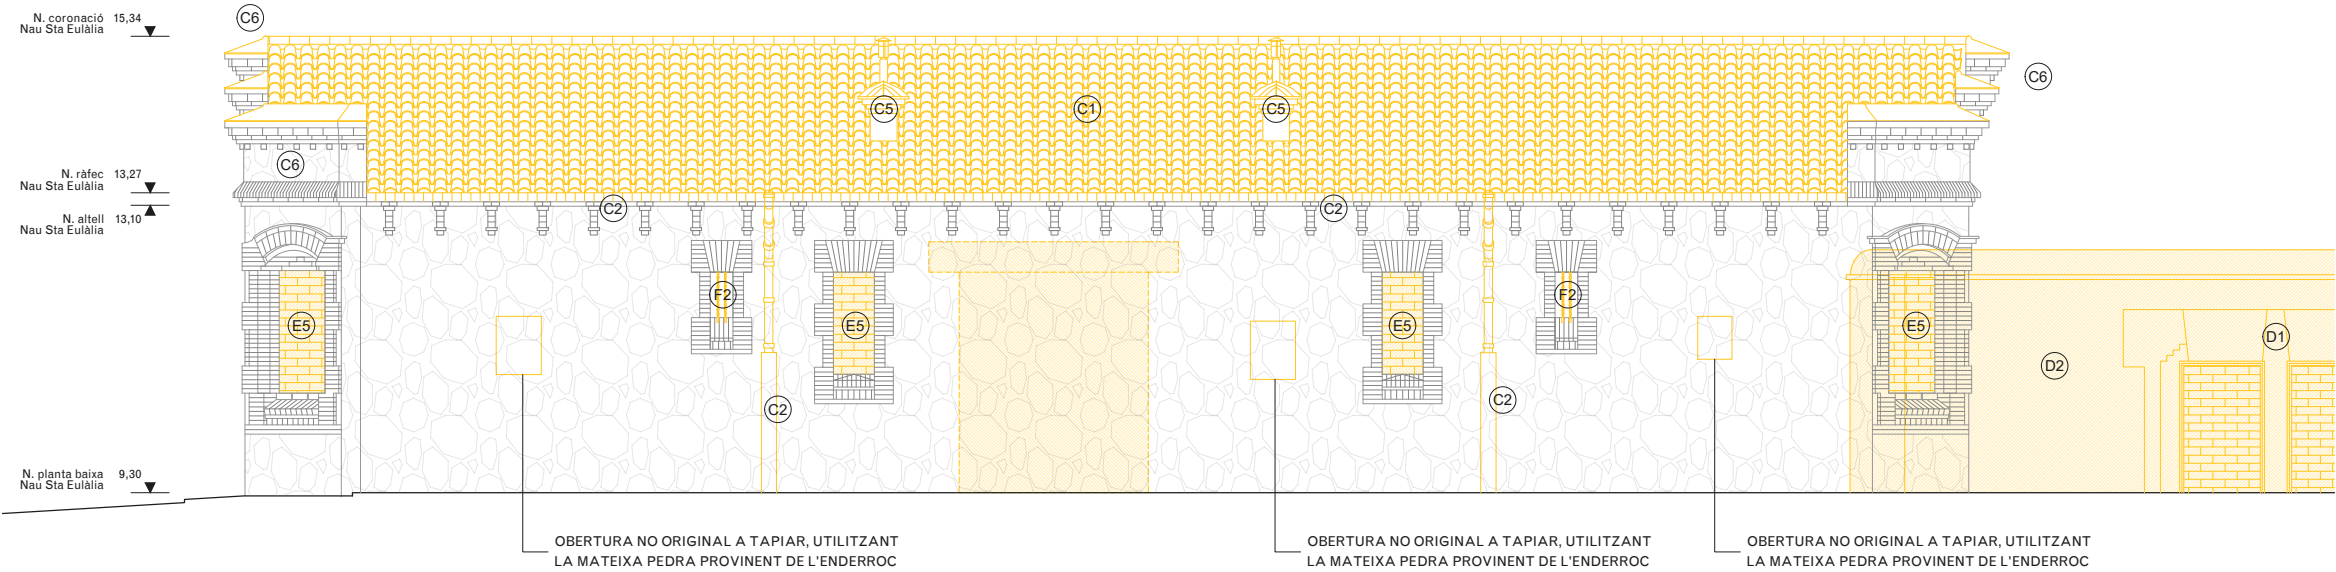 N. coronació 15,34
Nau Sta Eulàlia
C6
C6
C5
C1
C5
C6
N. ràfec 13,27
Nau Sta Eulàlia
N. altell 13,10
Nau Sta Eulàlia
C2
C2
F2
F2
E5
E5
E5
E5
D1
D2
C2
C2
N. planta baixa 9,30
Nau Sta Eulàlia
OBERTURA NO ORIGINAL A TAPIAR, UTILITZANT
LA MATEIXA PEDRA PROVINENT DE L'ENDERROC
OBERTURA NO ORIGINAL A TAPIAR, UTILITZANT
LA MATEIXA PEDRA PROVINENT DE L'ENDERROC
OBERTURA NO ORIGINAL A TAPIAR, UTILITZANT
LA MATEIXA PEDRA PROVINENT DE L'ENDERROC